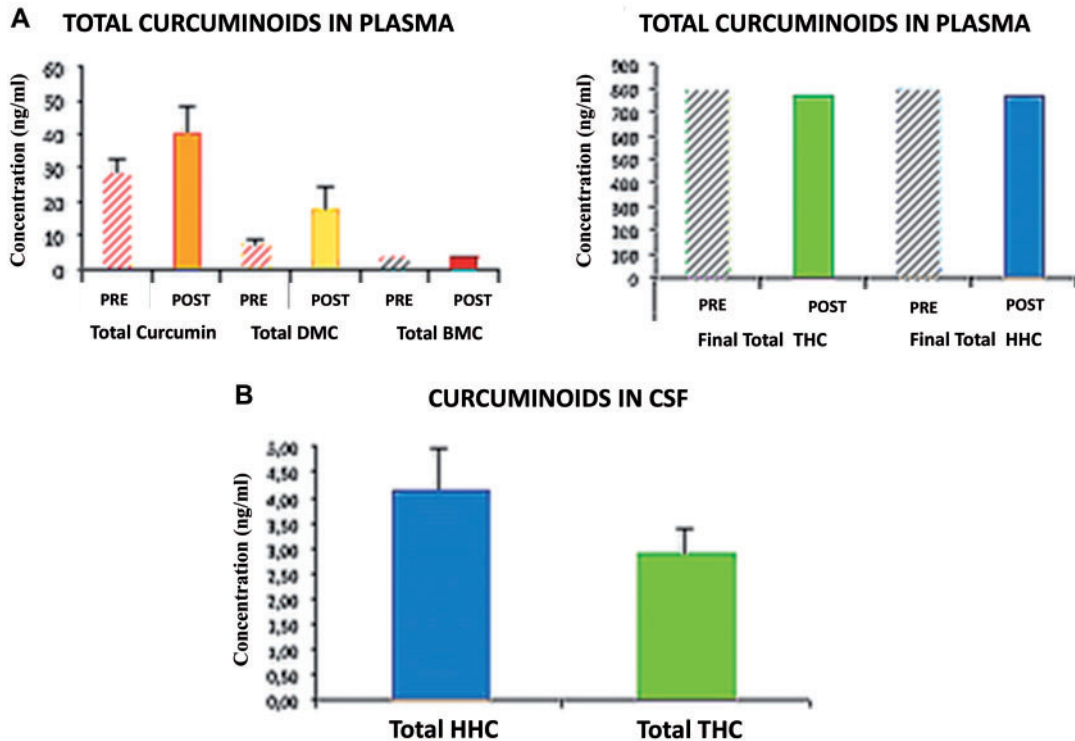 A
TOTAL CURCUMINOIDS IN PLASMA
Concentration (ng/ml)
60
50
40
30
20
10
0
PRE POST PRE POST PRE POST
Total Curcumin Total DMC Total BMC
TOTAL CURCUMINOIDS IN PLASMA
Concentration (ng/ml)
800
700
600
500
400
300
200
100
0
PRE POST PRE POST
Final Total THC Final Total HHC
B
CURCUMINOIDS IN CSF
Concentration (ng/ml)
5,00
4,50
4,00
3,50
3,00
2,50
2,00
1,50
1,00
0,50
0,00
Total HHC Total THC